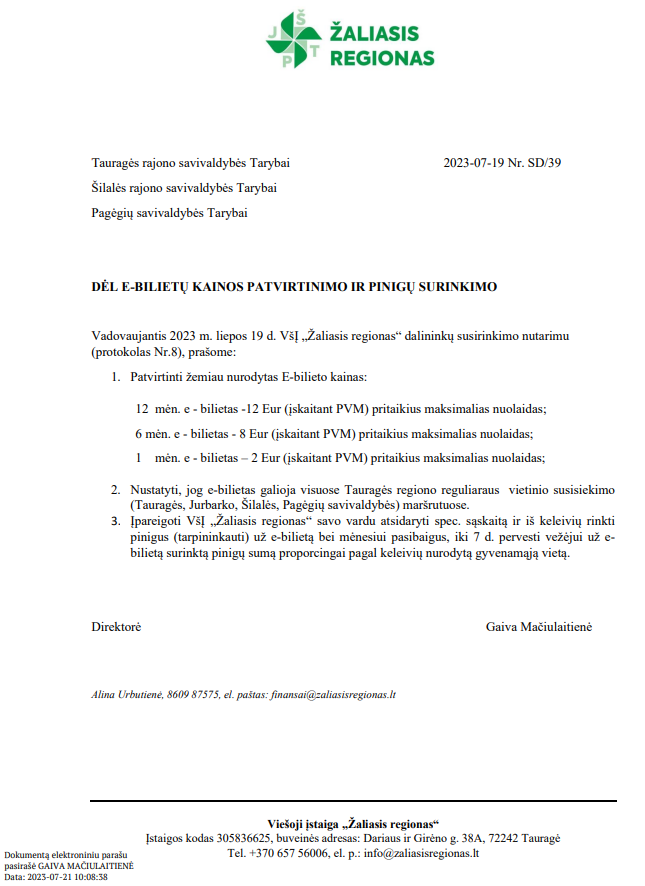 J Š P T
ŽALIASIS
REGIONAS
Tauragės rajono savivaldybės Tarybai 2023-07-19 Nr. SD/39
Šilalės rajono savivaldybės Tarybai
Pagėgių savivaldybės Tarybai
DĖL E-BILIETŲ KAINOS PATVIRTINIMO IR PINIGŲ SURINKIMO
Vadovaujantis 2023 m. liepos 19 d. VšĮ „Žaliasis regionas“ dalininkų susirinkimo nutarimu
(protokolas Nr.8), prašome:
1. Patvirtinti žemiau nurodytas E-bilieto kainas:
12 mėn. e - bilietas -12 Eur (įskaitant PVM) pritaikius maksimalias nuolaidas;
6 mėn. e - bilietas - 8 Eur (įskaitant PVM) pritaikius maksimalias nuolaidas;
1 mėn. e - bilietas – 2 Eur (įskaitant PVM) pritaikius maksimalias nuolaidas;
2. Nustatyti, jog e-bilietas galioja visuose Tauragės regiono reguliaraus vietinio susisiekimo
(Tauragės, Jurbarko, Šilalės, Pagėgių savivaldybės) maršrutuose.
3. Įpareigoti VšĮ „Žaliasis regionas“ savo vardu atsidaryti spec. sąskaitą ir iš keleivių rinkti
pinigus (tarpininkauti) už e-bilietą bei mėnesiui pasibaigus, iki 7 d. pervesti vežėjui už e-
bilietą surinktą pinigų sumą proporcingai pagal keleivių nurodytą gyvenamąją vietą.
Direktorė Gaiva Mačiulaitienė
Alina Urbutienė, 8609 87575, el. paštas: finansai@zaliasisregionas.lt
Viešoji įstaiga „Žaliasis regionas“
Įstaigos kodas 305836625, buveinės adresas: Dariaus ir Girėno g. 38A, 72242 Tauragė
Tel. +370 657 56006, el. p.: info@zaliasisregionas.lt
Dokumentą elektroniniu parašu
pasirašė GAIVA MAČIULAITIENĖ
Data: 2023-07-21 10:08:38